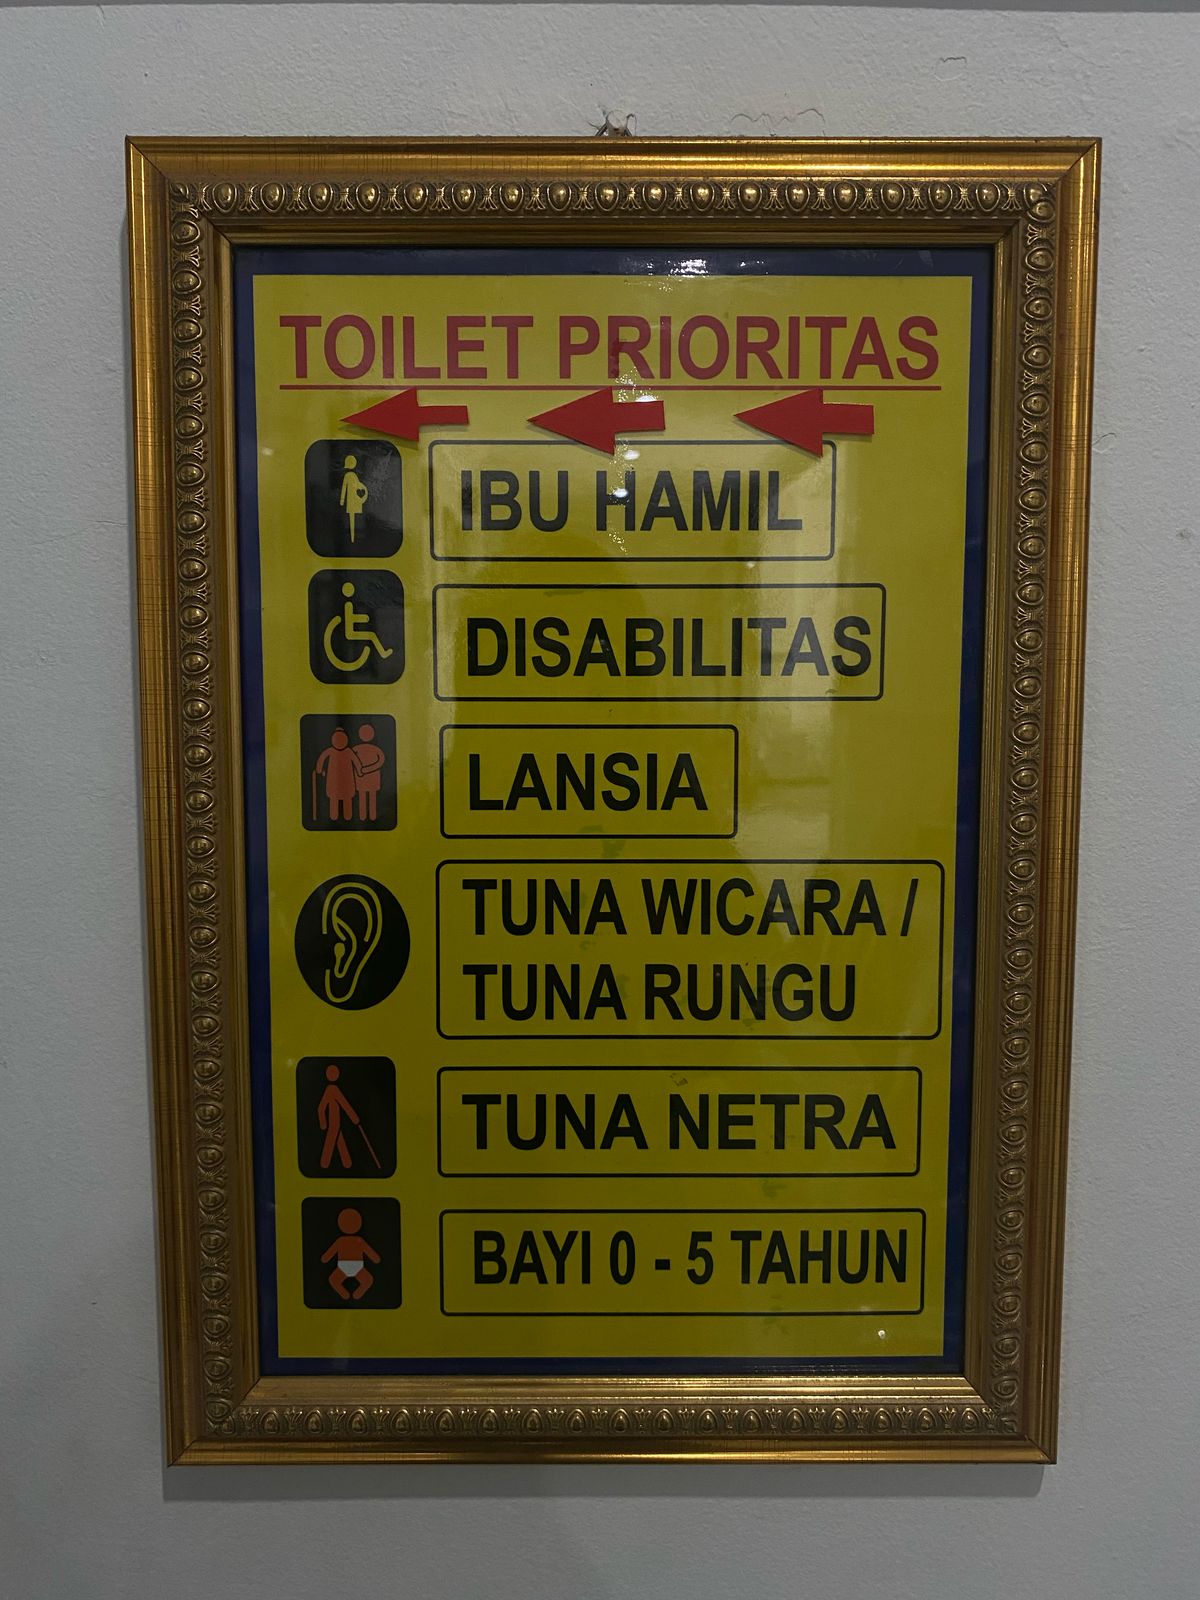 TOILET PRIORITAS
IBU HAMIL
DISABILITAS
LANSIA
TUNA WICARA /
TUNA RUNGU
TUNA NETRA
BAYI 0 - 5 TAHUN